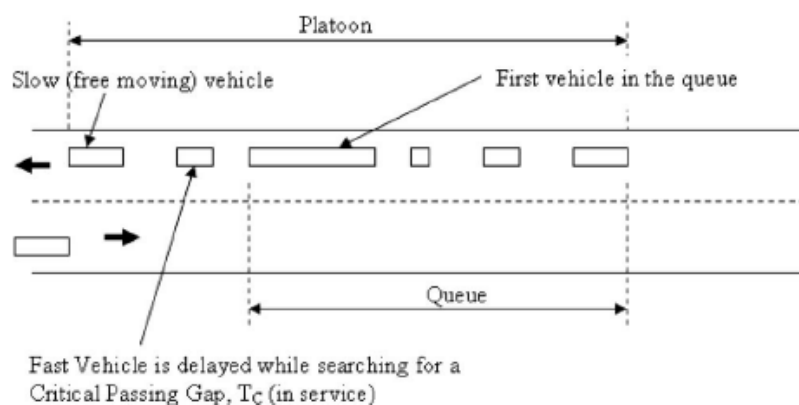 Platoon
Slow (free moving) vehicle
First vehicle in the queue
Queue
Fast Vehicle is delayed while searching for a
Critical Passing Gap, TC (in service)